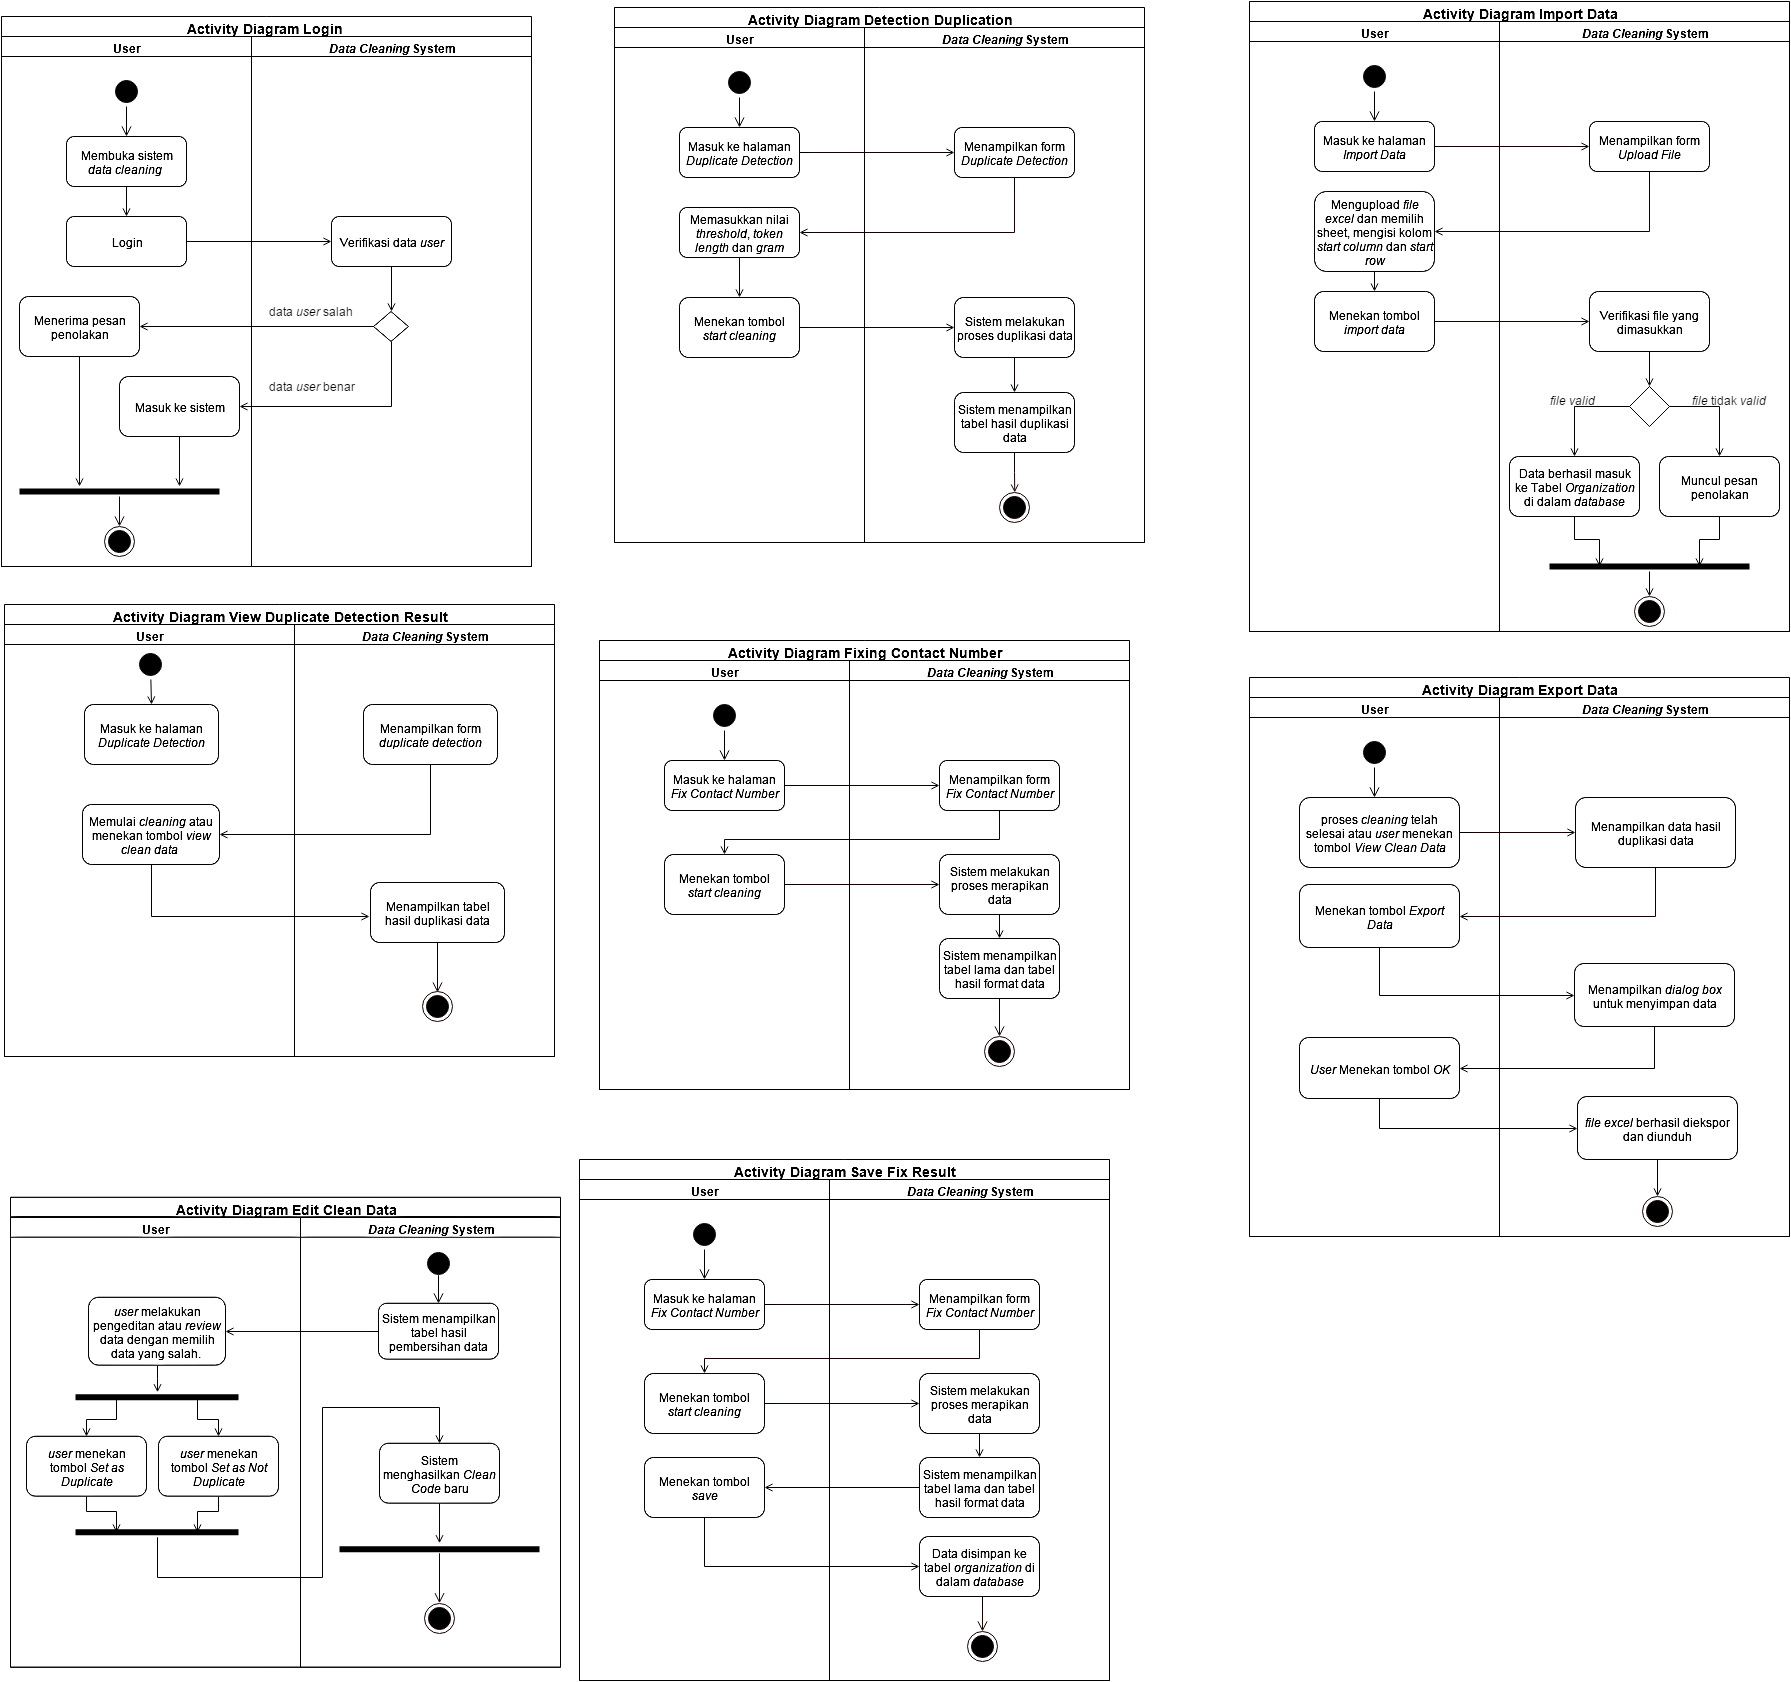 Activity Diagram Login
User
Data Cleaning System
Membuka sistem
data cleaning
Login
Verifikasi data user
data user salah
Menerima pesan
penolakan
data user benar
Masuk ke sistem
Activity Diagram Detection Duplication
User
Data Cleaning System
Masuk ke halaman
Duplicate Detection
Menampilkan form
Duplicate Detection
Memasukkan nilai
threshold, token
length dan gram
Menekan tombol
start cleaning
Sistem melakukan
proses duplikasi data
Sistem menampilkan
tabel hasil duplikasi
data
Activity Diagram Import Data
User
Data Cleaning System
Masuk ke halaman
Import Data
Menampilkan form
Upload File
Mengupload file
excel dan memilih
sheet, mengisi kolom
start column dan start
row
Menekan tombol
import data
Verifikasi file yang
dimasukkan
file valid
file tidak valid
Data berhasil masuk
ke Tabel Organization
di dalam database
Muncul pesan
penolakan
Activity Diagram View Duplicate Detection Result
User
Data Cleaning System
Masuk ke halaman
Duplicate Detection
Menampilkan form
duplicate detection
Memulai cleaning atau
menekan tombol view
clean data
Menampilkan tabel
hasil duplikasi data
Activity Diagram Fixing Contact Number
User
Data Cleaning System
Masuk ke halaman
Fix Contact Number
Menampilkan form
Fix Contact Number
Menekan tombol
start cleaning
Sistem melakukan
proses merapikan
data
Sistem menampilkan
tabel lama dan tabel
hasil format data
Activity Diagram Export Data
User
Data Cleaning System
proses cleaning telah
selesai atau user menekan
tombol View Clean Data
Menampilkan data hasil
duplikasi data
Menekan tombol Export
Data
Menampilkan dialog box
untuk menyimpan data
User Menekan tombol OK
file excel berhasil diekspor
dan diunduh
Activity Diagram Edit Clean Data
User
Data Cleaning System
user melakukan
pengeditan atau review
data dengan memilih
data yang salah.
Sistem menampilkan
tabel hasil
pembersihan data
user menekan
tombol Set as
Duplicate
user menekan
tombol Set as Not
Duplicate
Sistem
menghasilkan Clean
Code baru
Activity Diagram Save Fix Result
User
Data Cleaning System
Masuk ke halaman
Fix Contact Number
Menampilkan form
Fix Contact Number
Menekan tombol
start cleaning
Sistem melakukan
proses merapikan
data
Menekan tombol
save
Sistem menampilkan
tabel lama dan tabel
hasil format data
Data disimpan ke
tabel organization di
dalam database